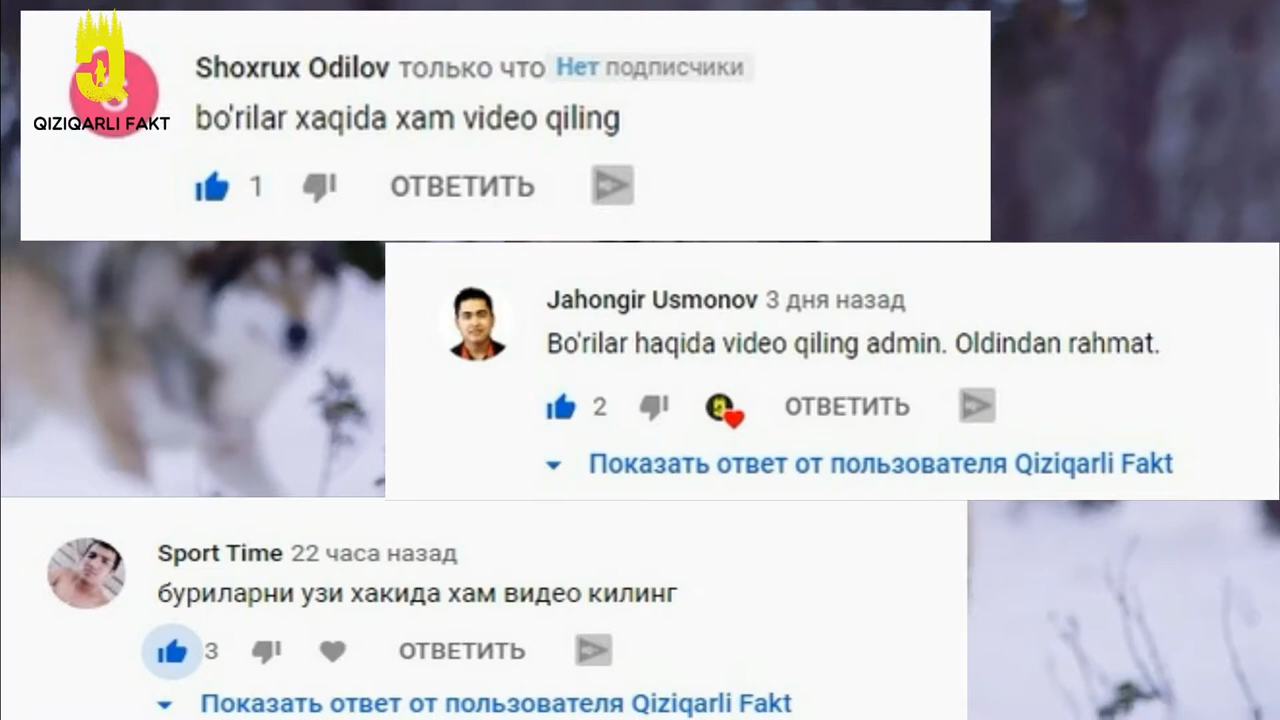 QIZIQARLI FAKT
Shoxrux Odilov только что Нет подписчики
bo'rilar xaqida xam video qiling
1 ОТВЕТИТЬ
Jahongir Usmonov 3 дня назад
Bo'rilar haqida video qiling admin. Oldindan rahmat.
2 ОТВЕТИТЬ
Показать ответ от пользователя Qiziqarli Fakt
Sport Time 22 часа назад
буриларни узи хакида хам видео килинг
3 ОТВЕТИТЬ
Показать ответ от пользователя Qiziqarli Fakt